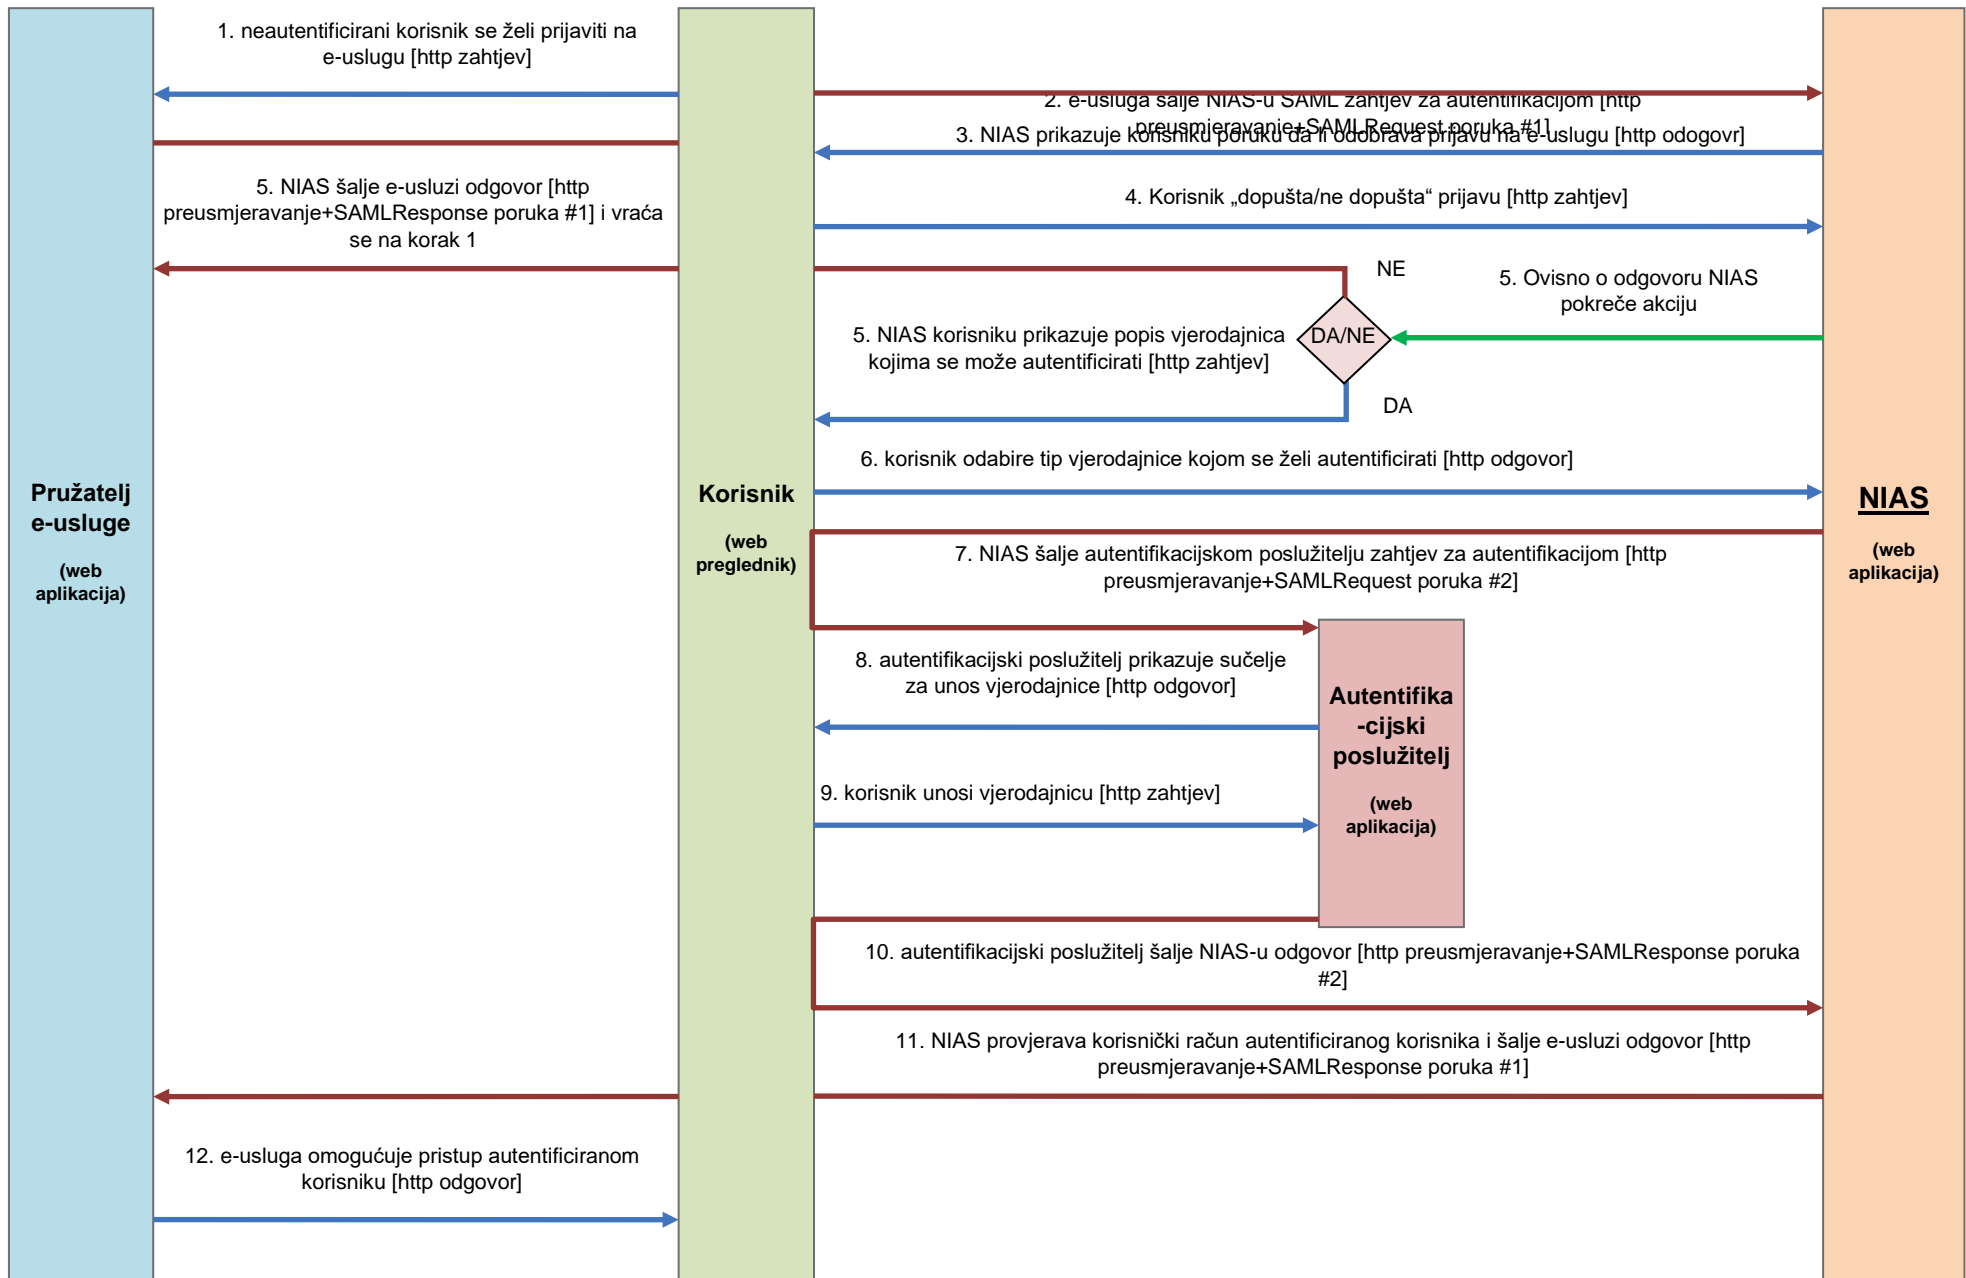 1. neautentificirani korisnik se želi prijaviti na
e-uslugu [http zahtjev]
2. e-usluga šalje NIAS-u SAML zahtjev za autentifikacijom [http
preusmjeravanje+SAMLRequest poruka #1]
3. NIAS prikazuje korisniku poruku da li odobrava prijavu na e-uslugu [http odogovr]
5. NIAS šalje e-usluzi odgovor [http
preusmjeravanje+SAMLResponse poruka #1] i vraća
se na korak 1
4. Korisnik „dopušta/ne dopušta“ prijavu [http zahtjev]
NE
5. Ovisno o odgovoru NIAS
pokreče akciju
DA/NE
5. NIAS korisniku prikazuje popis vjerodajnica
kojima se može autentificirati [http zahtjev]
DA
6. korisnik odabire tip vjerodajnice kojom se želi autentificirati [http odgovor]
Pružatelj
e-usluge
(web
aplikacija)
Korisnik
(web
preglednik)
NIAS
(web
aplikacija)
7. NIAS šalje autentifikacijskom poslužitelju zahtjev za autentifikacijom [http
preusmjeravanje+SAMLRequest poruka #2]
8. autentifikacijski poslužitelj prikazuje sučelje
za unos vjerodajnice [http odgovor]
Autentifika
-cijski
poslužitelj
(web
aplikacija)
9. korisnik unosi vjerodajnicu [http zahtjev]
10. autentifikacijski poslužitelj šalje NIAS-u odgovor [http preusmjeravanje+SAMLResponse poruka
#2]
11. NIAS provjerava korisnički račun autentificiranog korisnika i šalje e-usluzi odgovor [http
preusmjeravanje+SAMLResponse poruka #1]
12. e-usluga omogućuje pristup autentificiranom
korisniku [http odgovor]